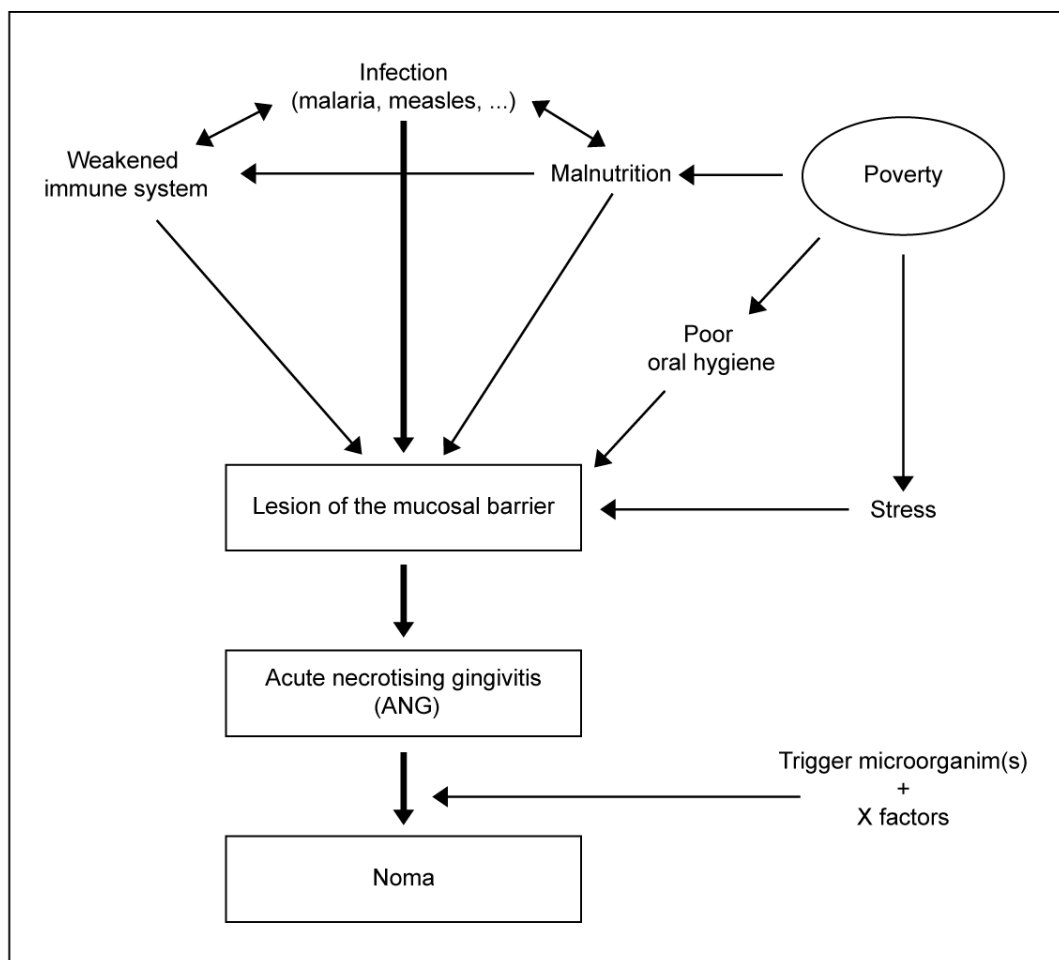 Infection
(malaria, measles, ...)
Weakened
immune system
Malnutrition
Poverty
Poor
oral hygiene
Lesion of the mucosal barrier
Stress
Acute necrotising gingivitis
(ANG)
Trigger microorganim(s)
+
X factors
Noma